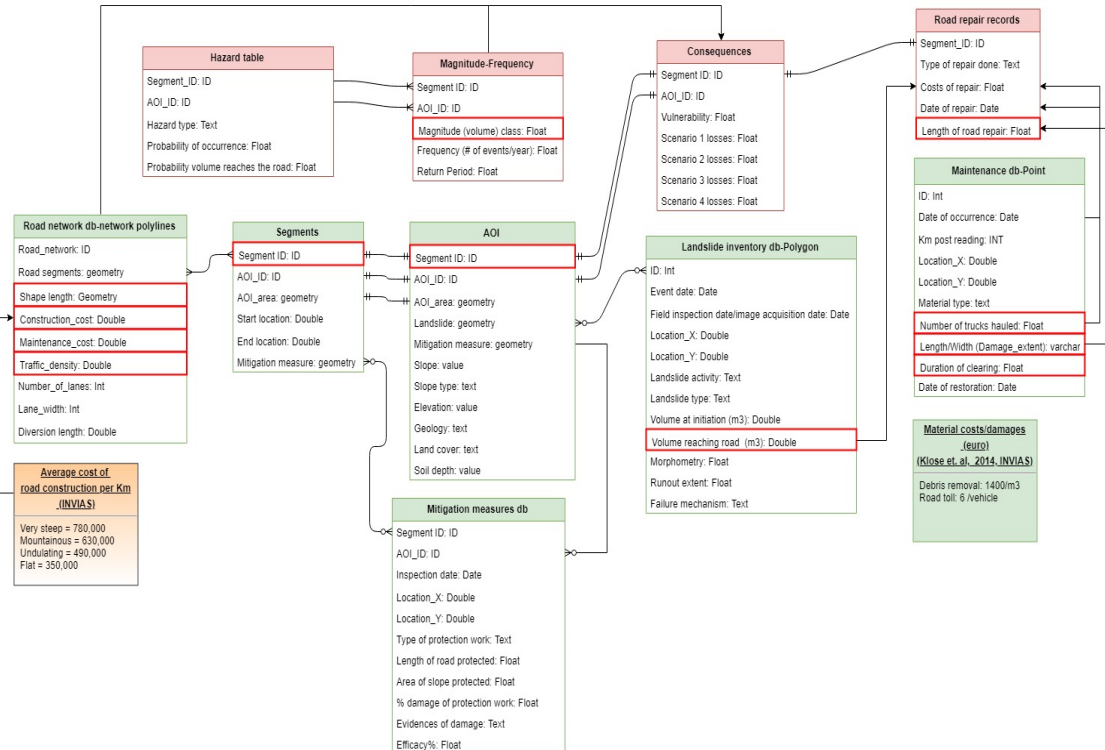 Hazard table
Segment_ID: ID
AOI_ID: ID
Hazard type: Text
Probability of occurrence: Float
Probability volume reaches the road: Float
Magnitude-Frequency
Segment ID: ID
AOI_ID: ID
Magnitude (volume) class: Float
Frequency (# of events/year): Float
Return Period: Float
Consequences
Segment ID: ID
AOI_ID: ID
Vulnerability: Float
Scenario 1 losses: Float
Scenario 2 losses: Float
Scenario 3 losses: Float
Scenario 4 losses: Float
Road repair records
Segment_ID: ID
Type of repair done: Text
Costs of repair: Float
Date of repair: Date
Length of road repair: Float
Road network db-network polylines
Road_network: ID
Road segments: geometry
Shape length: Geometry
Construction_cost: Double
Maintenance_cost: Double
Traffic_density: Double
Number_of_lanes: Int
Lane_width: Int
Diversion length: Double
Segments
Segment ID: ID
AOI_ID: ID
AOI_area: geometry
Start location: Double
End location: Double
Mitigation measure: geometry
AOI
Segment ID: ID
AOI_ID: ID
AOI_area: geometry
Landslide: geometry
Mitigation measure: geometry
Slope: value
Slope type: text
Elevation: value
Geology: text
Land cover: text
Soil depth: value
Landslide inventory db-Polygon
ID: Int
Event date: Date
Field inspection date/image acquisition date: Date
Location_X: Double
Location_Y: Double
Landslide activity: Text
Landslide type: Text
Volume at initiation (m3): Double
Volume reaching road (m3): Double
Morphometry: Float
Runout extent: Float
Failure mechanism: Text
Maintenance db-Point
ID: Int
Date of occurrence: Date
Km post reading: INT
Location_X: Double
Location_Y: Double
Material type: text
Number of trucks hauled: Float
Length/Width (Damage_extent): varchar
Duration of clearing: Float
Date of restoration: Date
Average cost of
road construction per Km
(INVIAS)
Very steep = 780,000
Mountainous = 630,000
Undulating = 490,000
Flat = 350,000
Mitigation measures db
Segment ID: ID
AOI_ID: ID
Inspection date: Date
Location_X: Double
Location_Y: Double
Type of protection work: Text
Length of road protected: Float
Area of slope protected: Float
% damage of protection work: Float
Evidences of damage: Text
Efficacy%: Float
Material costs/damages
(euro)
(Klose et. al, 2014, INVIAS)
Debris removal: 1400/m3
Road toll: 6 /vehicle